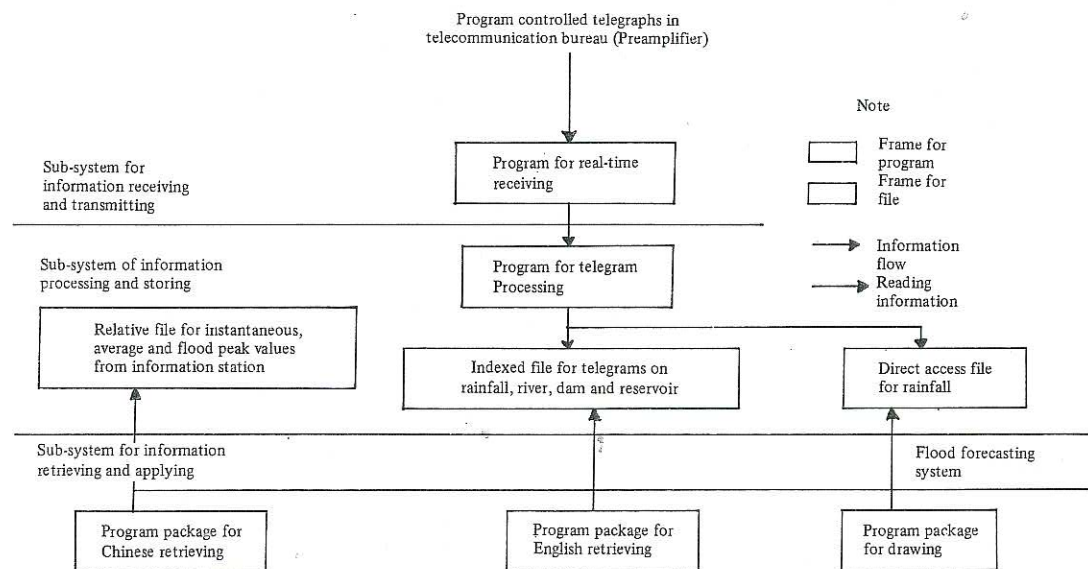 Program controlled telegraphs in
telecommunication bureau (Preamplifier)
Note
Frame for
program
Frame for
file
Information
flow
Reading
information
Sub-system for
information receiving
and transmitting
Program for real-time
receiving
Sub-system of information
processing and storing
Program for telegram
Processing
Relative file for instantaneous,
average and flood peak values
from information station
Indexed file for telegrams on
rainfall, river, dam and reservoir
Direct access file
for rainfall
Sub-system for information
retrieving and applying
Flood forecasting
system
Program package for
Chinese retrieving
Program package for
English retrieving
Program package
for drawing